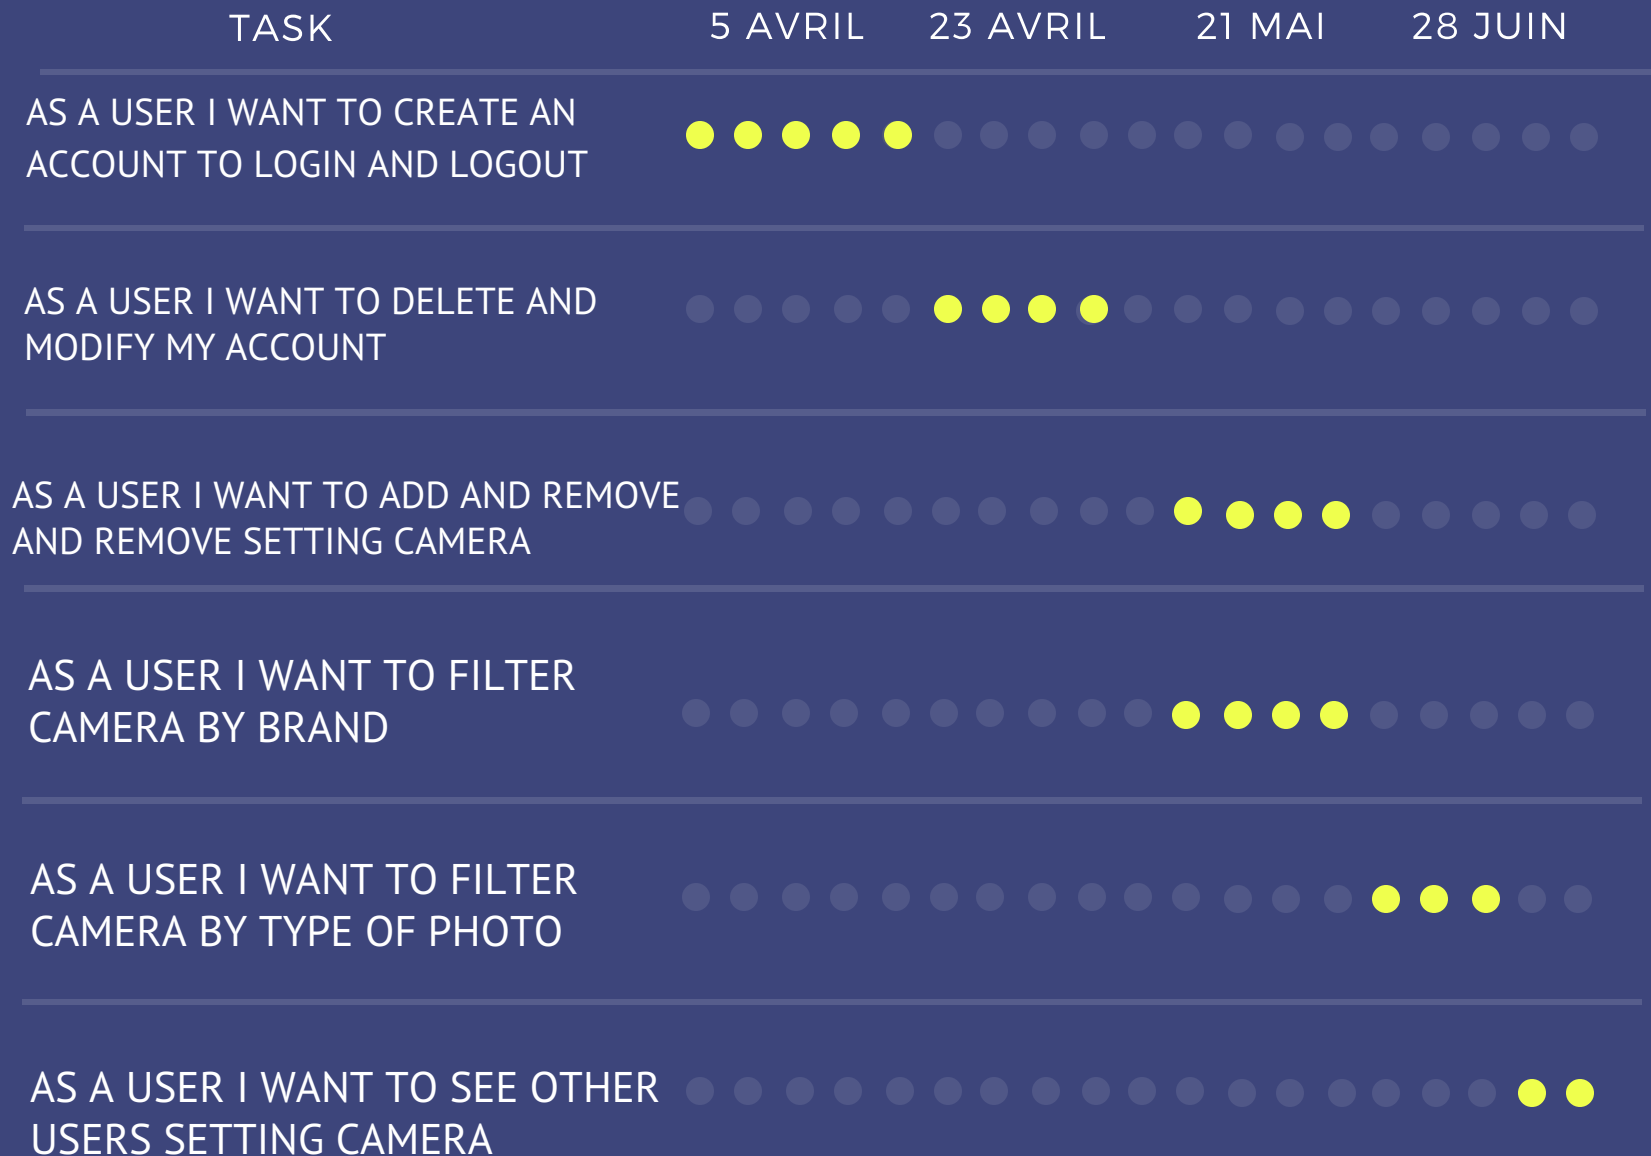 TASK 5 AVRIL 23 AVRIL 21 MAI 28 JUIN
AS A USER I WANT TO CREATE AN
ACCOUNT TO LOGIN AND LOGOUT
AS A USER I WANT TO DELETE AND
MODIFY MY ACCOUNT
AS A USER I WANT TO ADD AND REMOVE
AND REMOVE SETTING CAMERA
AS A USER I WANT TO FILTER
CAMERA BY BRAND
AS A USER I WANT TO FILTER
CAMERA BY TYPE OF PHOTO
AS A USER I WANT TO SEE OTHER
USERS SETTING CAMERA